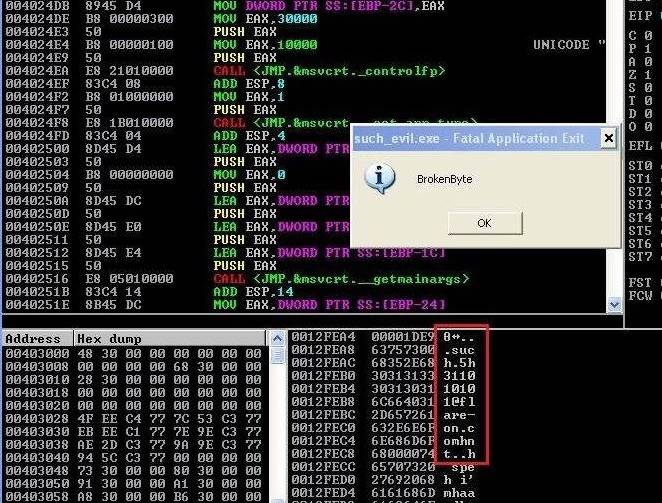 004024DB 8945 D4 MOV DWORD PTR SS:[EBP-2C],EAX
004024DE B8 00000300 MOV EAX,30000
004024E3 50 PUSH EAX
004024E4 B8 00000100 MOV EAX,10000 UNICODE "
004024E9 50 PUSH EAX
004024EA E8 21010000 CALL <JMP.&msvcrt._controlfp>
004024EF 83C4 08 ADD ESP,8
004024F2 B8 01000000 MOV EAX,1
004024F7 50 PUSH EAX
004024F8 E8 1B010000 CALL <JMP.&msvcrt.__set_app_type>
004024FD 83C4 04 ADD ESP,4
00402500 8D45 D4 LEA EAX,DWORD PTR
00402503 50 PUSH EAX
00402504 B8 00000000 MOV EAX,0
00402509 50 PUSH EAX
0040250A 8D45 DC LEA EAX,DWORD PTR
0040250D 50 PUSH EAX
0040250E 8D45 E0 LEA EAX,DWORD PTR
00402511 50 PUSH EAX
00402512 8D45 E4 LEA EAX,DWORD PTR SS:[EBP-1C]
00402515 50 PUSH EAX
00402516 E8 05010000 CALL <JMP.&msvcrt.__getmainargs>
0040251B 83C4 14 ADD ESP,14
0040251E 8B45 DC MOV EAX,DWORD PTR SS:[EBP-24]
such_evil.exe - Fatal Application Exit
BrokenByte
OK
EIP 0
C 0
P 1
A 0
Z 1
S 0
T 0
D 0
O 0
EFL 0
ST0
ST1
ST2
ST3
ST4
ST5
ST6
ST7
FST 0
FCW 0
Address Hex dump
00403000 48 30 00 00 00 00 00 00
00403008 00 00 00 00 68 30 00 00
00403010 28 30 00 00 00 00 00 00
00403018 00 00 00 00 00 00 00 00
00403020 00 00 00 00 00 00 00 00
00403028 4F EE C4 77 7C 53 C3 77
00403030 EB EE C1 77 7E 9E C3 77
00403038 AE 2D C3 77 9A 9E C3 77
00403040 94 5C C3 77 00 00 00 00
00403048 73 00 00 00 80 30 00 00
00403050 91 30 00 00 A1 30 00 00
00403058 A8 30 00 00 B6 30 00 00
0012FEA4 00001DE9
0012FEA8 63757300 .suc
0012FEAC 68352E68 h.5h
0012FEB0 30313133 3110
0012FEB4 30313031 1010
0012FEB8 6C664031 1@fl
0012FEBC 2D657261 are-
0012FEC0 632E6E6F on.c
0012FEC4 6E686D6F omhn
0012FEC8 68000074 t..h
0012FECC 65707320 spe
0012FED0 27692068 h i'
0012FED4 6161686D mhaa